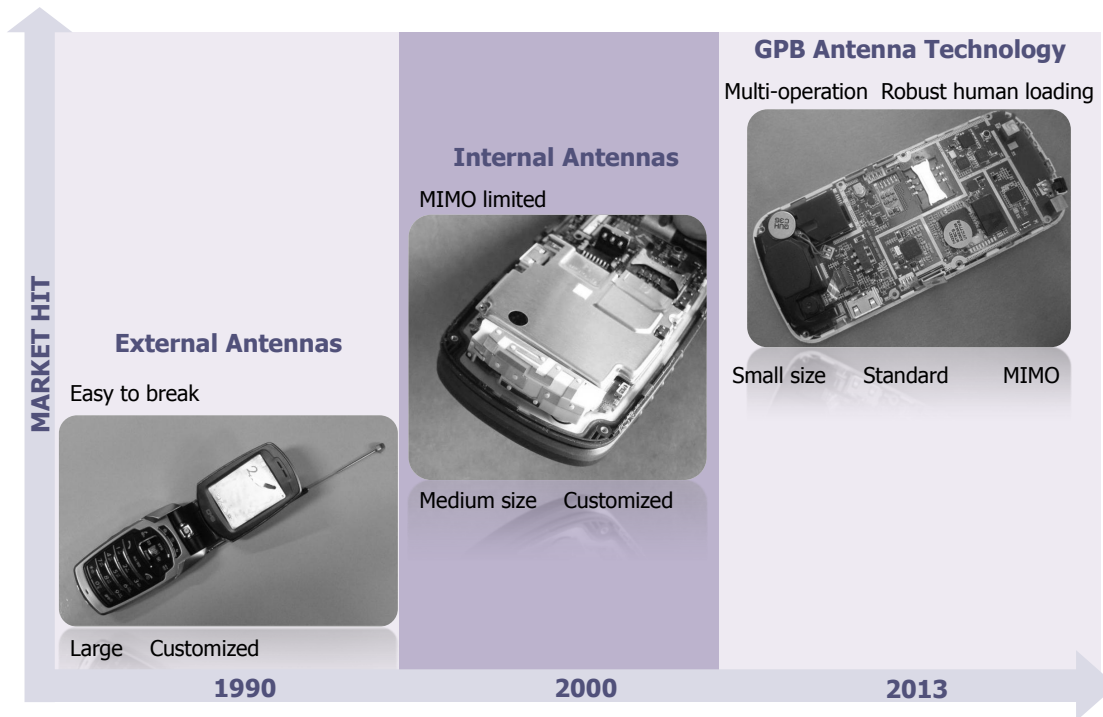 GPB Antenna Technology
Multi-operation Robust human loading
Internal Antennas
MIMO limited
MARKET HIT
External Antennas
Easy to break
Small size Standard MIMO
Medium size Customized
Large Customized
1990 2000 2013